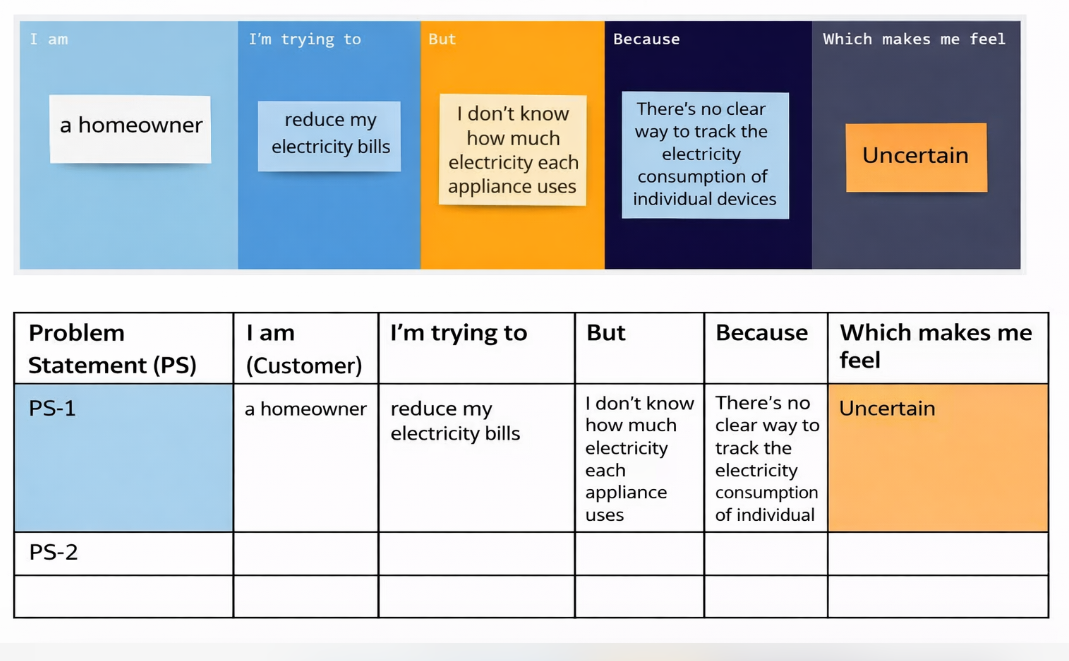 I am
I'm trying to
But
Because
Which makes me feel
a homeowner
reduce my
electricity bills
I don't know
how much
electricity each
appliance uses
There's no clear
way to track the
electricity
consumption of
individual devices
Uncertain
Problem
Statement (PS)
I am
(Customer)
I'm trying to
But
Because
Which makes me
feel
PS-1
a homeowner
reduce my
electricity bills
I don't know
how much
electricity
each
appliance
uses
There's no
clear way to
track the
electricity
consumption
of individual
Uncertain
PS-2